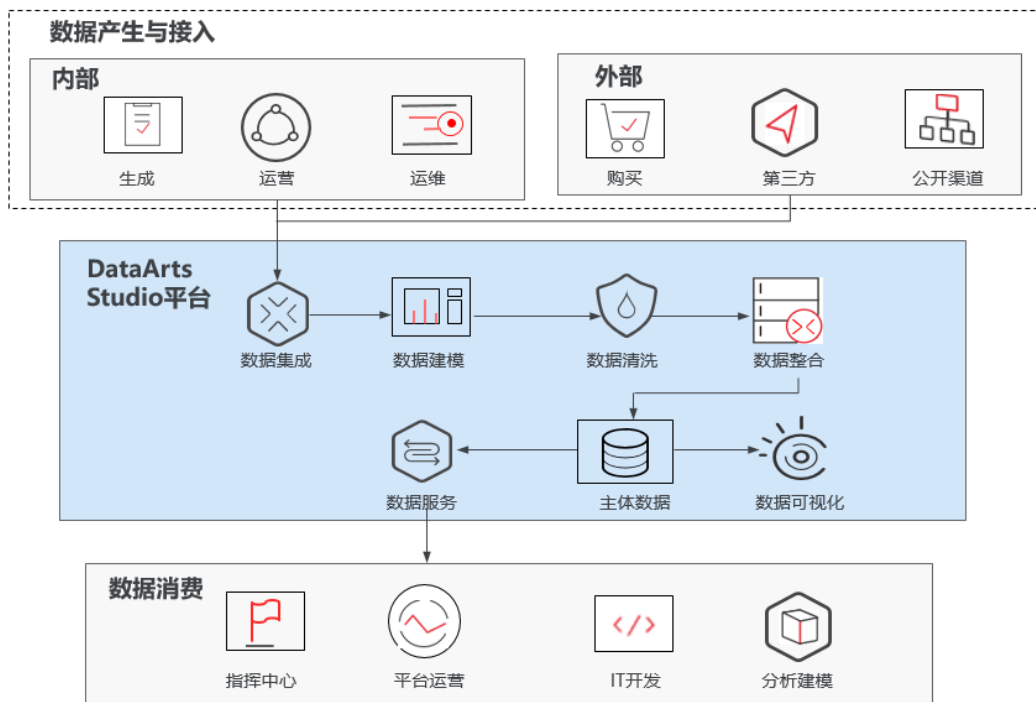 数据产生与接入
内部
外部
生成
运营
运维
购买
第三方
公开渠道
DataArts
Studio平台
数据集成
数据建模
数据清洗
数据整合
数据服务
主体数据
数据可视化
数据消费
指挥中心
平台运营
IT开发
分析建模